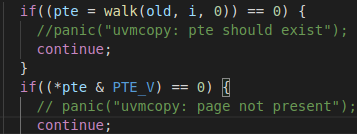 if((pte = walk(old, i, 0)) == 0) {
//panic("uvmcopy: pte should exist");
continue;
}
if((*pte & PTE_V) == 0) {
// panic("uvmcopy: page not present");
continue;